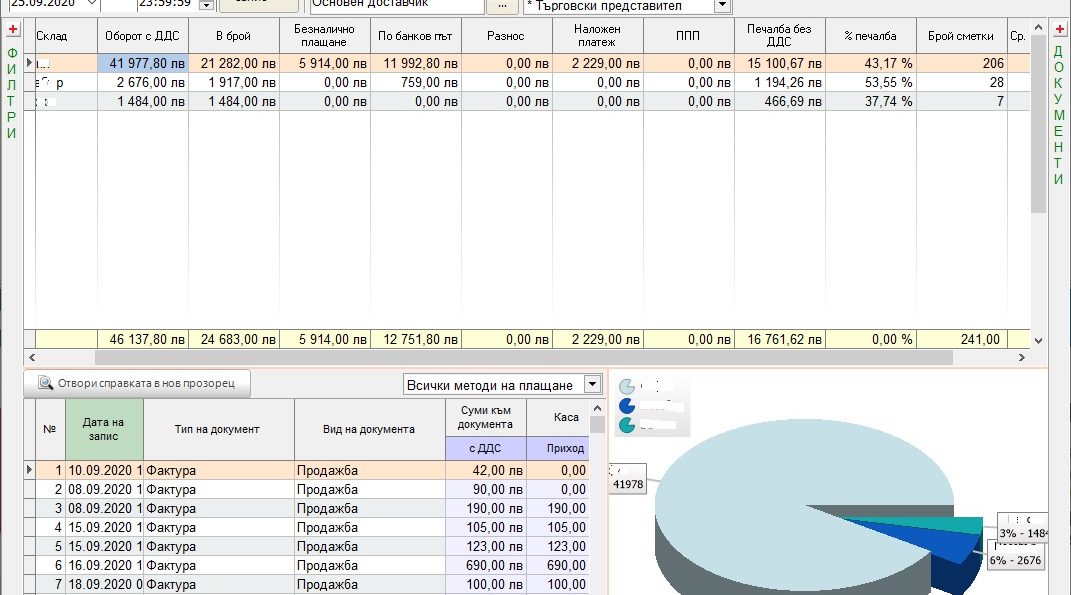 25.09.2020 23:59:59 Основен доставчик ... * Търговски представител
+ ФИЛТРИ
Склад Оборот с ДДС В брой Безналично плащане По банков път Разнос Наложен платеж ППП Печалба без ДДС % печалба Брой сметки Ср.
41 977,80 лв 21 282,00 лв 5 914,00 лв 11 992,80 лв 0,00 лв 2 229,00 лв 0,00 лв 15 100,67 лв 43,17 % 206
2 676,00 лв 1 917,00 лв 0,00 лв 759,00 лв 0,00 лв 0,00 лв 0,00 лв 1 194,26 лв 53,55 % 28
1 484,00 лв 1 484,00 лв 0,00 лв 0,00 лв 0,00 лв 0,00 лв 0,00 лв 466,69 лв 37,74 % 7
46 137,80 лв 24 683,00 лв 5 914,00 лв 12 751,80 лв 0,00 лв 2 229,00 лв 0,00 лв 16 761,62 лв 0,00 % 241,00
+ ДОКУМЕНТИ
Отвори справката в нов прозорец Всички методи на плащане
№ Дата на запис Тип на документ Вид на документа Суми към документа Каса
с ДДС Приход
1 10.09.2020 1 Фактура Продажба 42,00 лв 0,00
2 08.09.2020 1 Фактура Продажба 90,00 лв 0,00
3 08.09.2020 1 Фактура Продажба 190,00 лв 190,00
4 15.09.2020 1 Фактура Продажба 105,00 лв 105,00
5 15.09.2020 1 Фактура Продажба 123,00 лв 123,00
6 16.09.2020 1 Фактура Продажба 690,00 лв 690,00
7 18.09.2020 0 Фактура Продажба 100,00 лв 100,00
41978
3% - 1484
6% - 2676